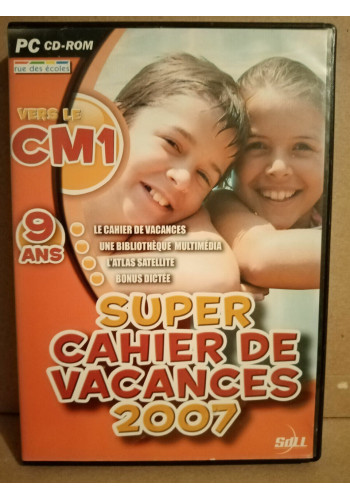 PC CD-ROM
rue des écoles
VERS LE
CM1
9
ANS
LE CAHIER DE VACANCES
UNE BIBLIOTHÈQUE MULTIMÉDIA
L'ATLAS SATELLITE
BONUS DICTÉE
SUPER
CAHIER DE
VACANCES
2007
SdLL